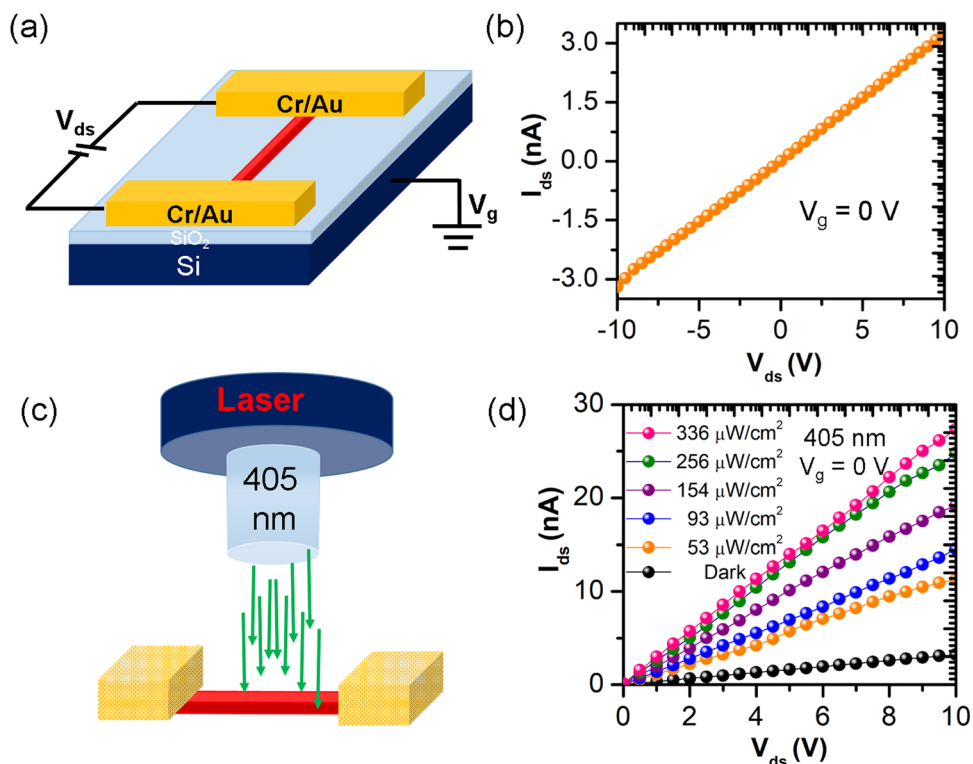 (a)
Cr/Au
V_ds
Cr/Au
V_g
SiO₂
Si
(b)
3.0
1.5
0.0
-1.5
-3.0
I_ds (nA)
V_g = 0 V
-10 -5 0 5 10
V_ds (V)
(c)
Laser
405
nm
(d)
30
20
10
0
I_ds (nA)
336 μW/cm²
256 μW/cm²
154 μW/cm²
93 μW/cm²
53 μW/cm²
Dark
405 nm
V_g = 0 V
0 2 4 6 8 10
V_ds (V)